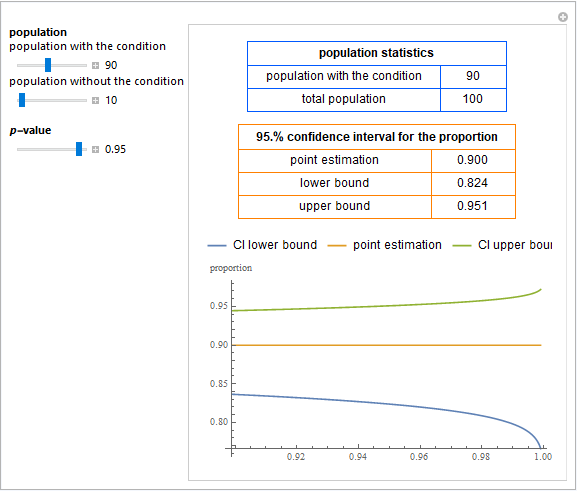 population
population with the condition
90
population without the condition
10
p-value
0.95
population statistics
population with the condition 90
total population 100
95.% confidence interval for the proportion
point estimation 0.900
lower bound 0.824
upper bound 0.951
CI lower bound point estimation CI upper bour
proportion
0.95
0.90
0.85
0.80
0.92 0.94 0.96 0.98 1.00